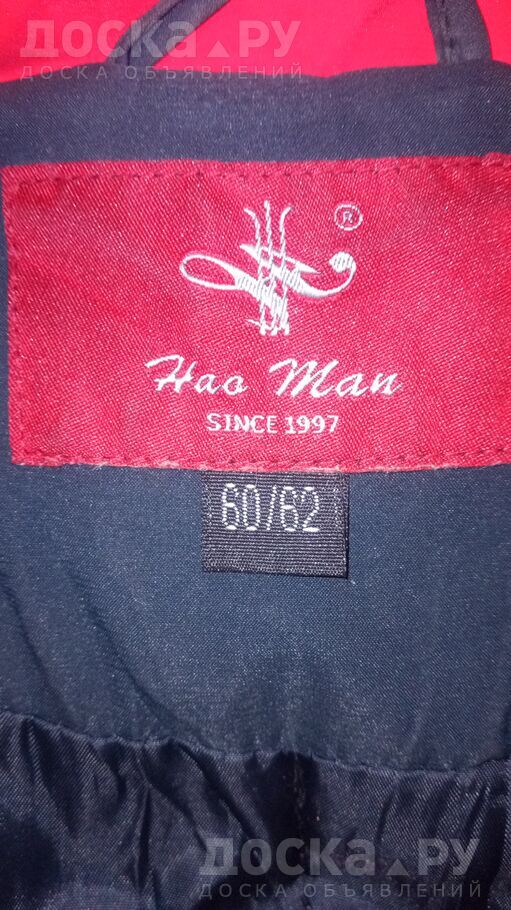 ДОСКА.РУ
ДОСКА ОБЪЯВЛЕНИЙ
®
Hao Man
SINCE 1997
60/62
ДОСКА.РУ
ДОСКА ОБЪЯВЛЕНИЙ